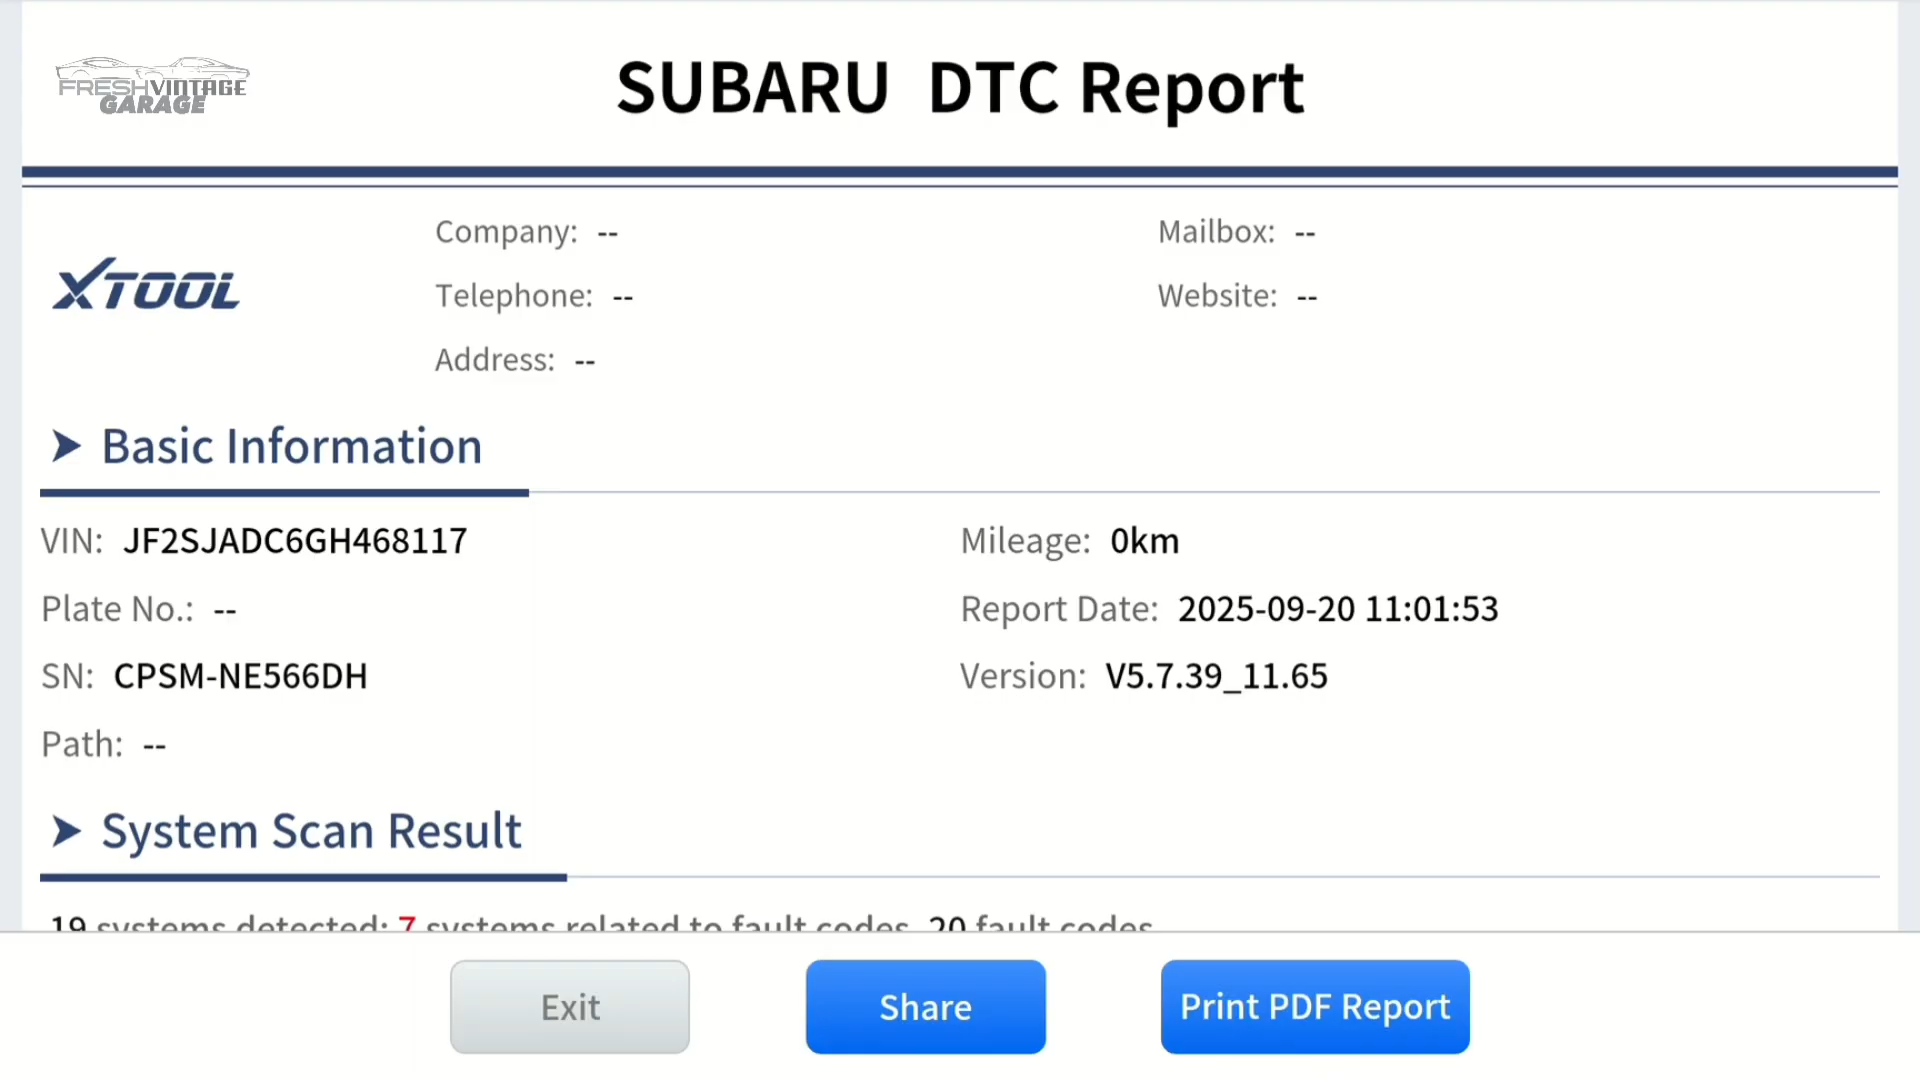 FRESHVINTAGE
GARAGE
SUBARU DTC Report
XTOOL
Company: --
Mailbox: --
Telephone: --
Website: --
Address: --
Basic Information
VIN: JF2SJADC6GH468117
Mileage: 0km
Plate No.: --
Report Date: 2025-09-20 11:01:53
SN: CPSM-NE566DH
Version: V5.7.39_11.65
Path: --
System Scan Result
19 systems detected; 7 systems related to fault codes, 20 fault codes
Exit
Share
Print PDF Report